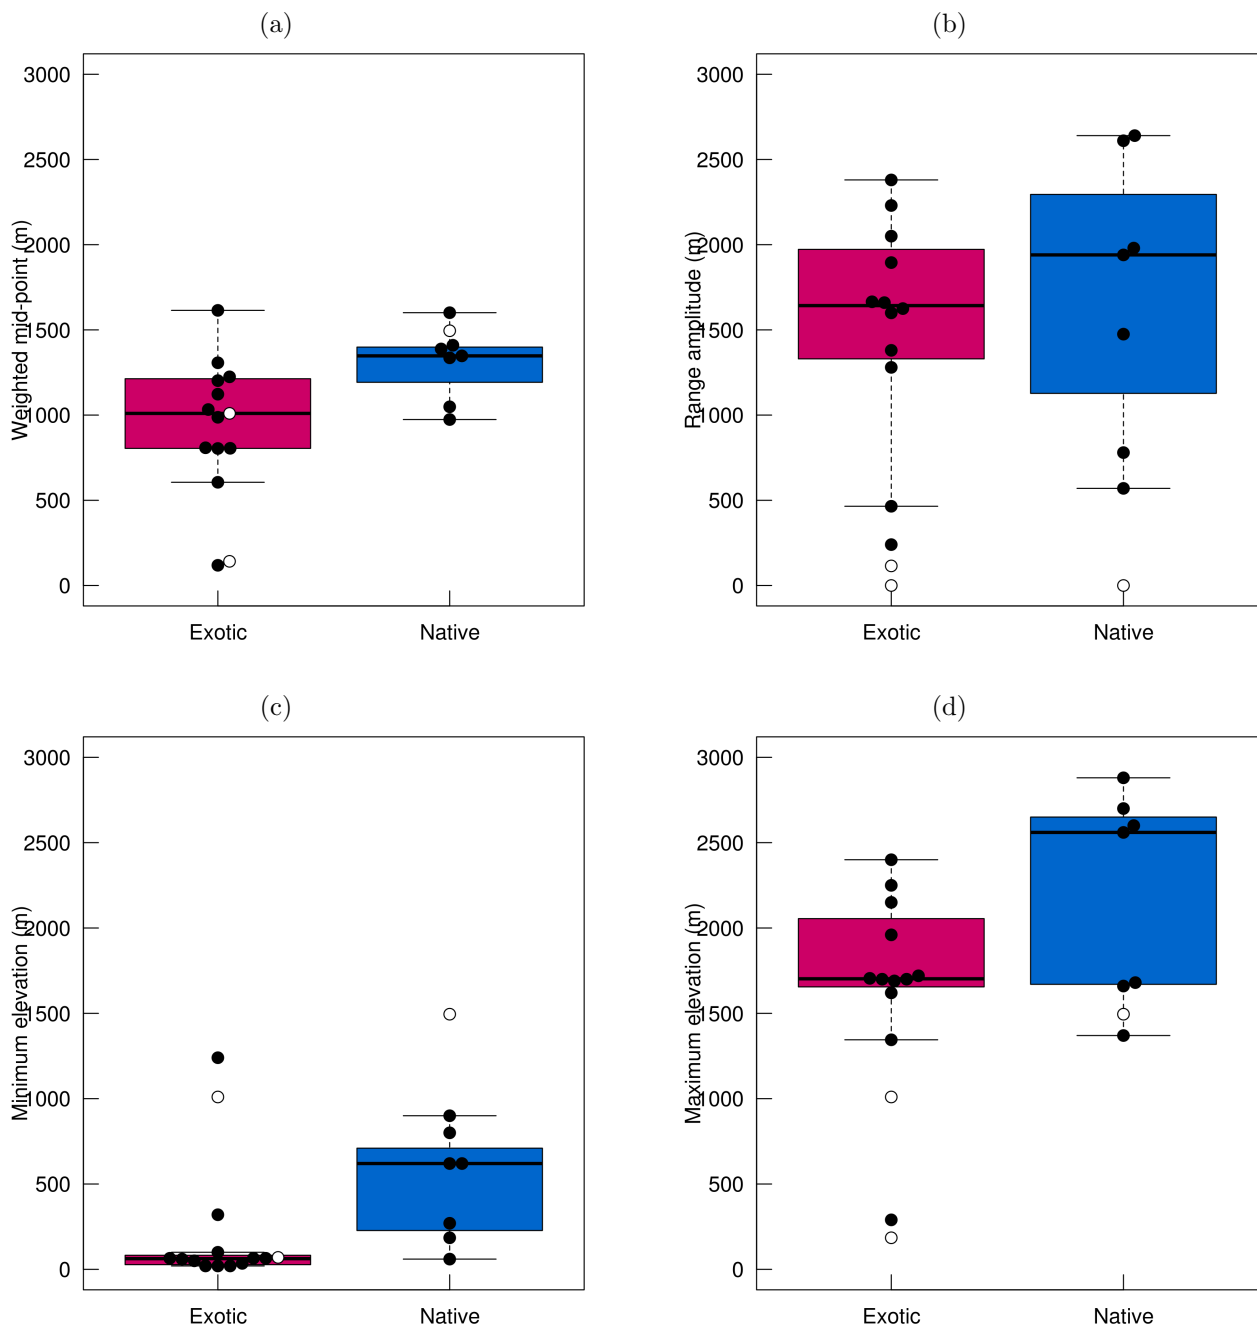 (a)
3000
2500
2000
1500
1000
500
0
Weighted mid-point (m)
Exotic
Native
(b)
3000
2500
2000
1500
1000
500
0
Range amplitude (m)
Exotic
Native
(c)
3000
2500
2000
1500
1000
500
0
Minimum elevation (m)
Exotic
Native
(d)
3000
2500
2000
1500
1000
500
0
Maximum elevation (m)
Exotic
Native